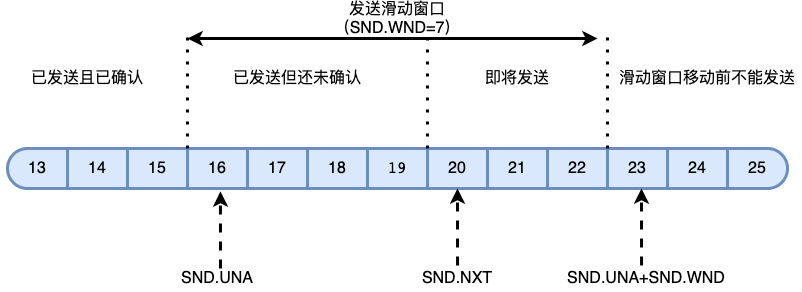 发送滑动窗口
（SND.WND=7）
已发送且已确认
已发送但还未确认
即将发送
滑动窗口移动前不能发送
13 14 15 16 17 18 19 20 21 22 23 24 25
SND.UNA
SND.NXT
SND.UNA+SND.WND